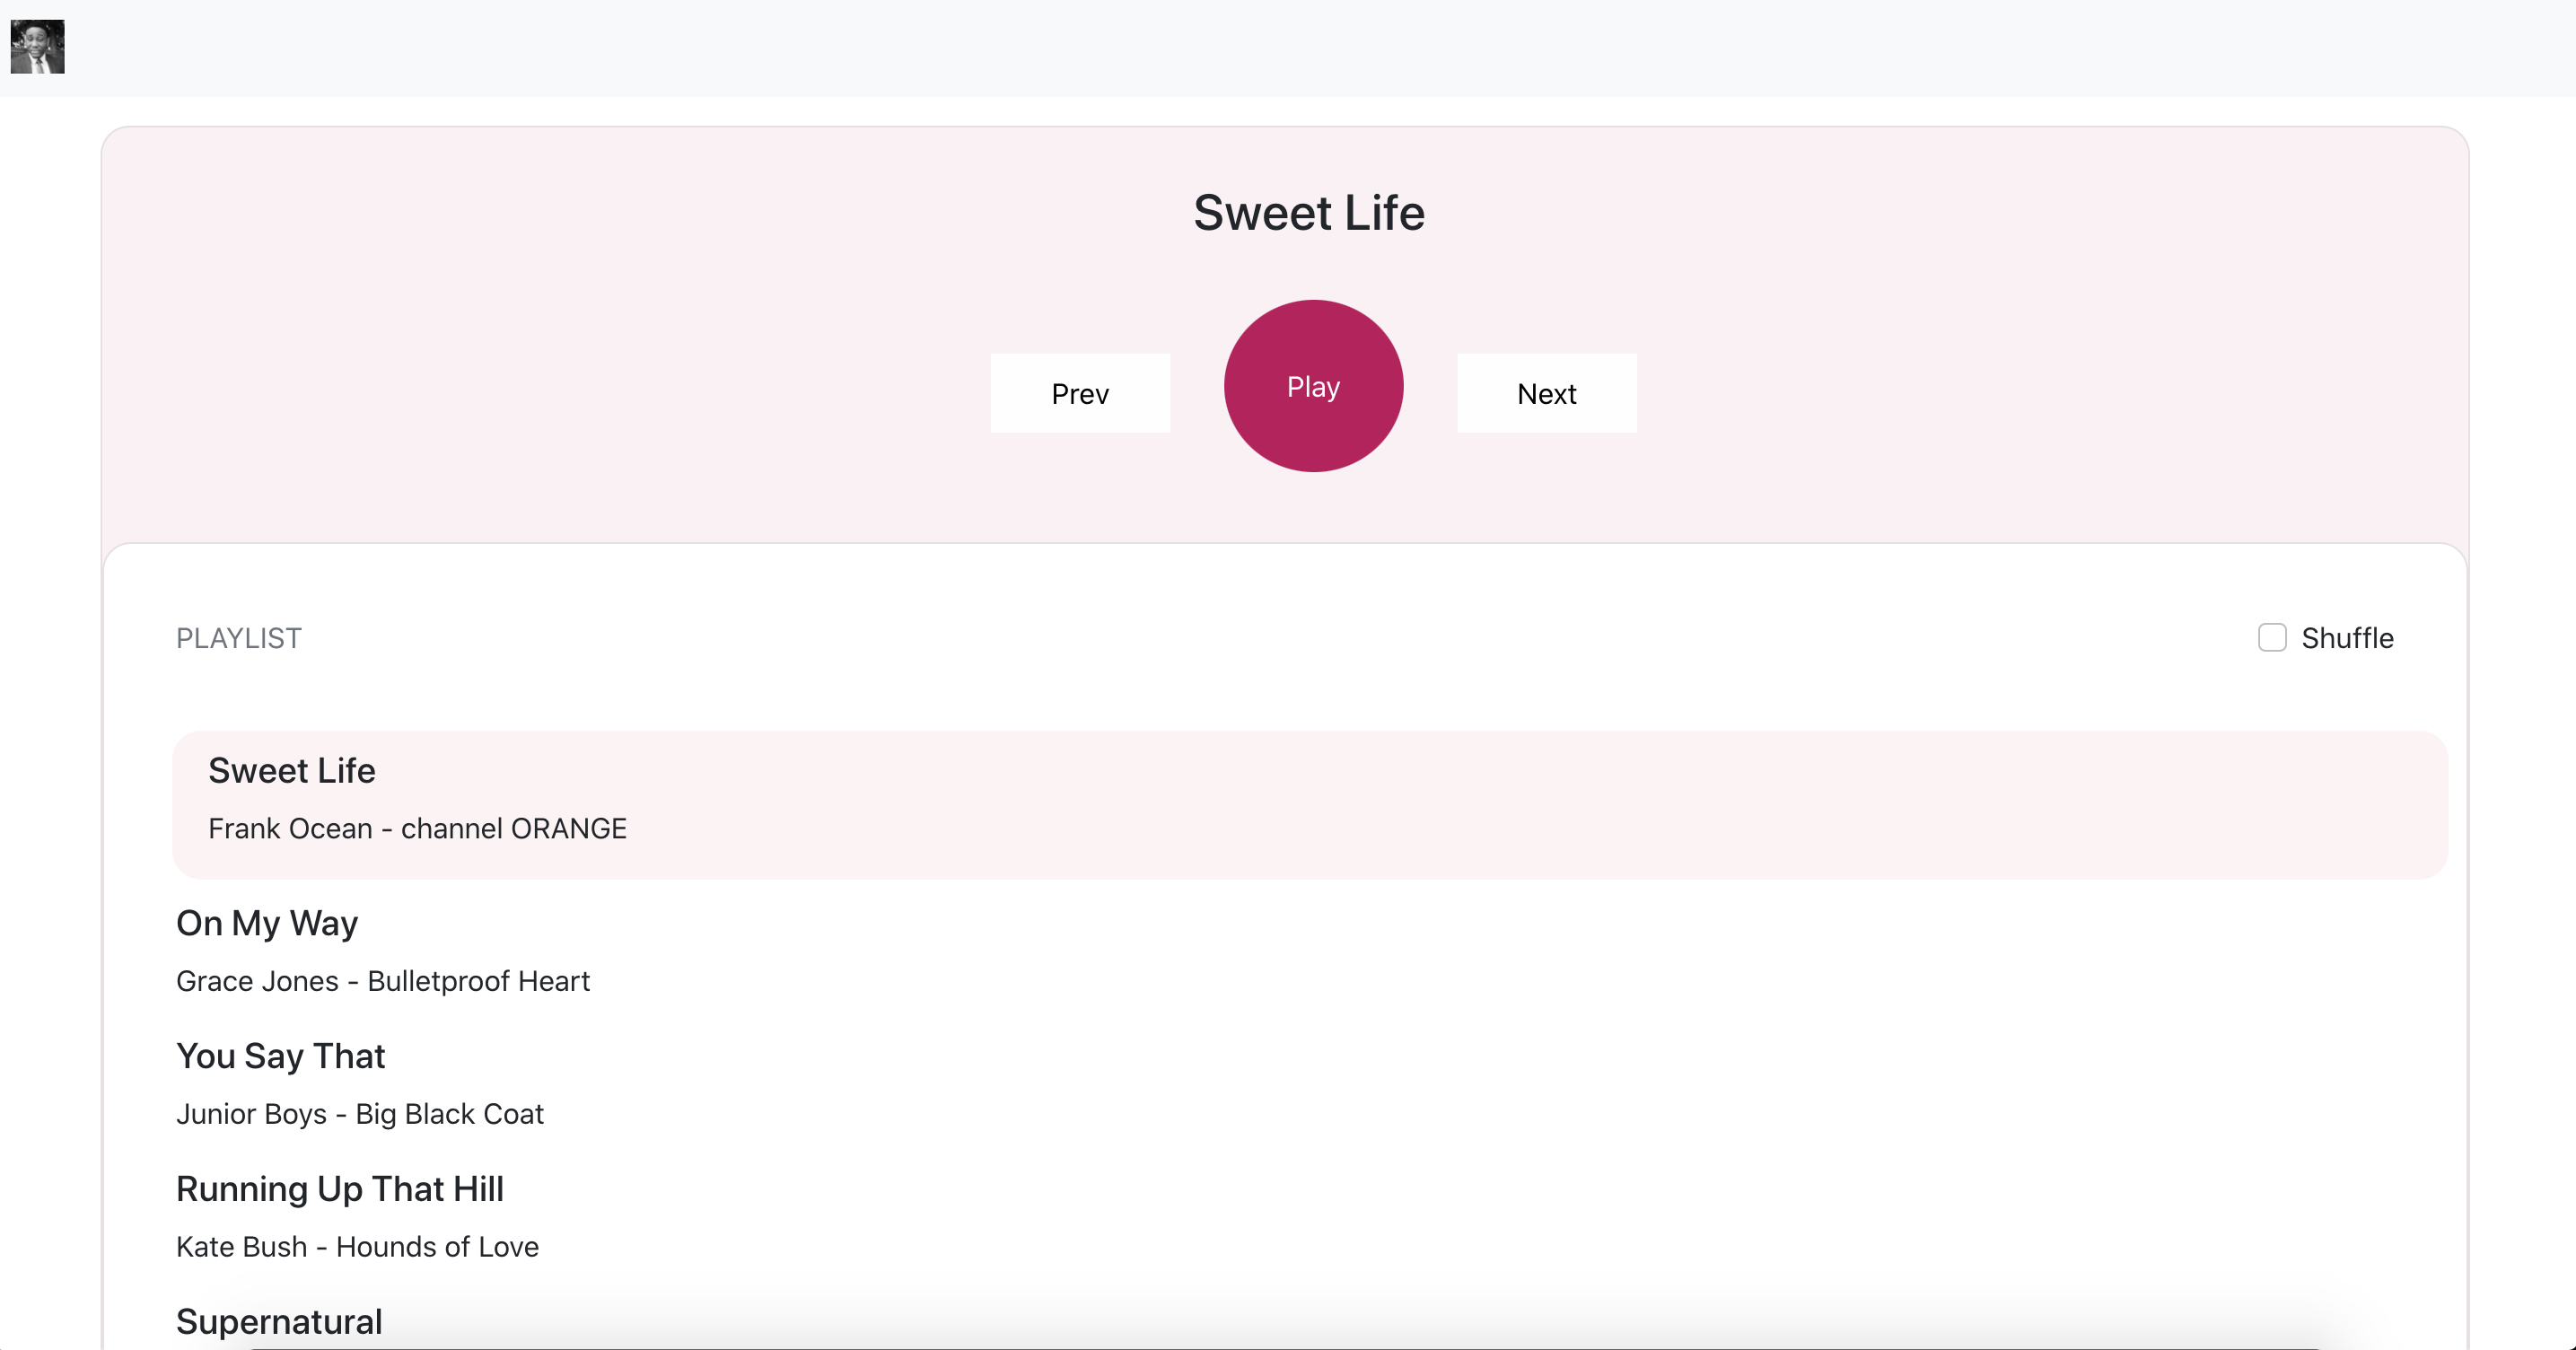 Sweet Life
Prev
Play
Next
PLAYLIST
Shuffle
Sweet Life
Frank Ocean - channel ORANGE
On My Way
Grace Jones - Bulletproof Heart
You Say That
Junior Boys - Big Black Coat
Running Up That Hill
Kate Bush - Hounds of Love
Supernatural